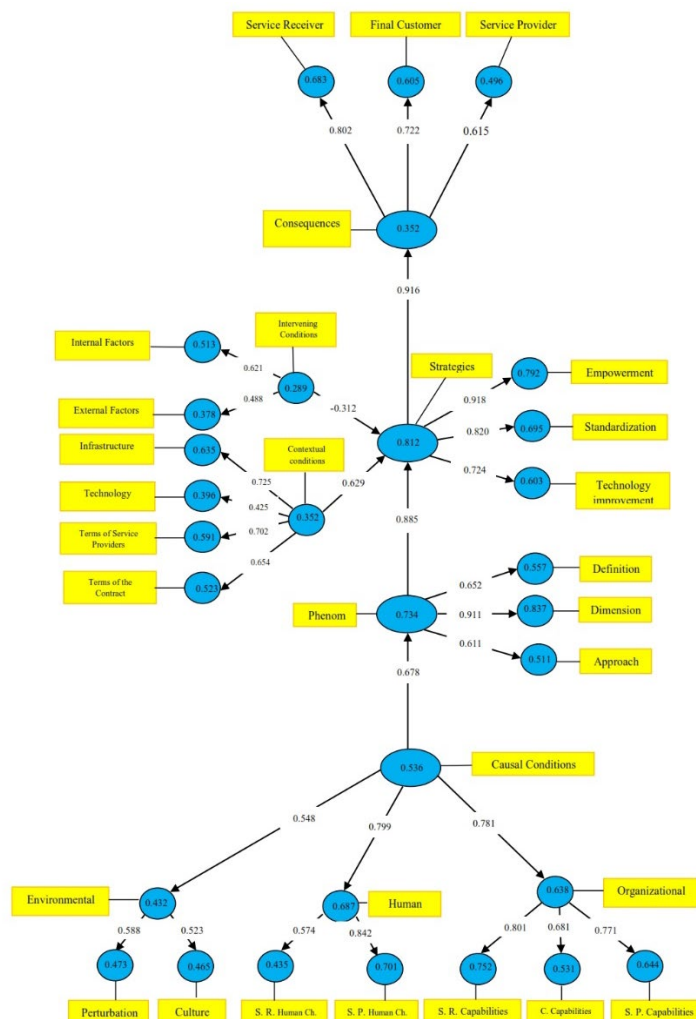 Service Receiver
Final Customer
Service Provider
0.683
0.605
0.496
0.802
0.722
0.615
Consequences
0.352
0.916
Intervening
Conditions
Internal Factors
0.513
0.621
0.289
Strategies
0.792
Empowerment
0.918
External Factors
0.378
0.488
-0.312
0.812
0.820
0.695
Standardization
Infrastructure
0.635
Contextual
conditions
0.629
0.724
0.603
Technology
improvement
0.725
Technology
0.396
0.425
0.352
Terms of Service
Providers
0.591
0.702
0.654
Terms of the
Contract
0.523
0.885
0.557
Definition
0.652
Phenom
0.734
0.911
0.837
Dimension
0.611
0.511
Approach
0.678
0.536
Causal Conditions
0.548
0.799
0.781
Environmental
0.432
0.687
Human
0.638
Organizational
0.588
0.523
0.574
0.842
0.801
0.681
0.771
0.473
0.465
0.435
0.701
0.752
0.531
0.644
Perturbation
Culture
S. R. Human Ch.
S. P. Human Ch.
S. R. Capabilities
C. Capabilities
S. P. Capabilities